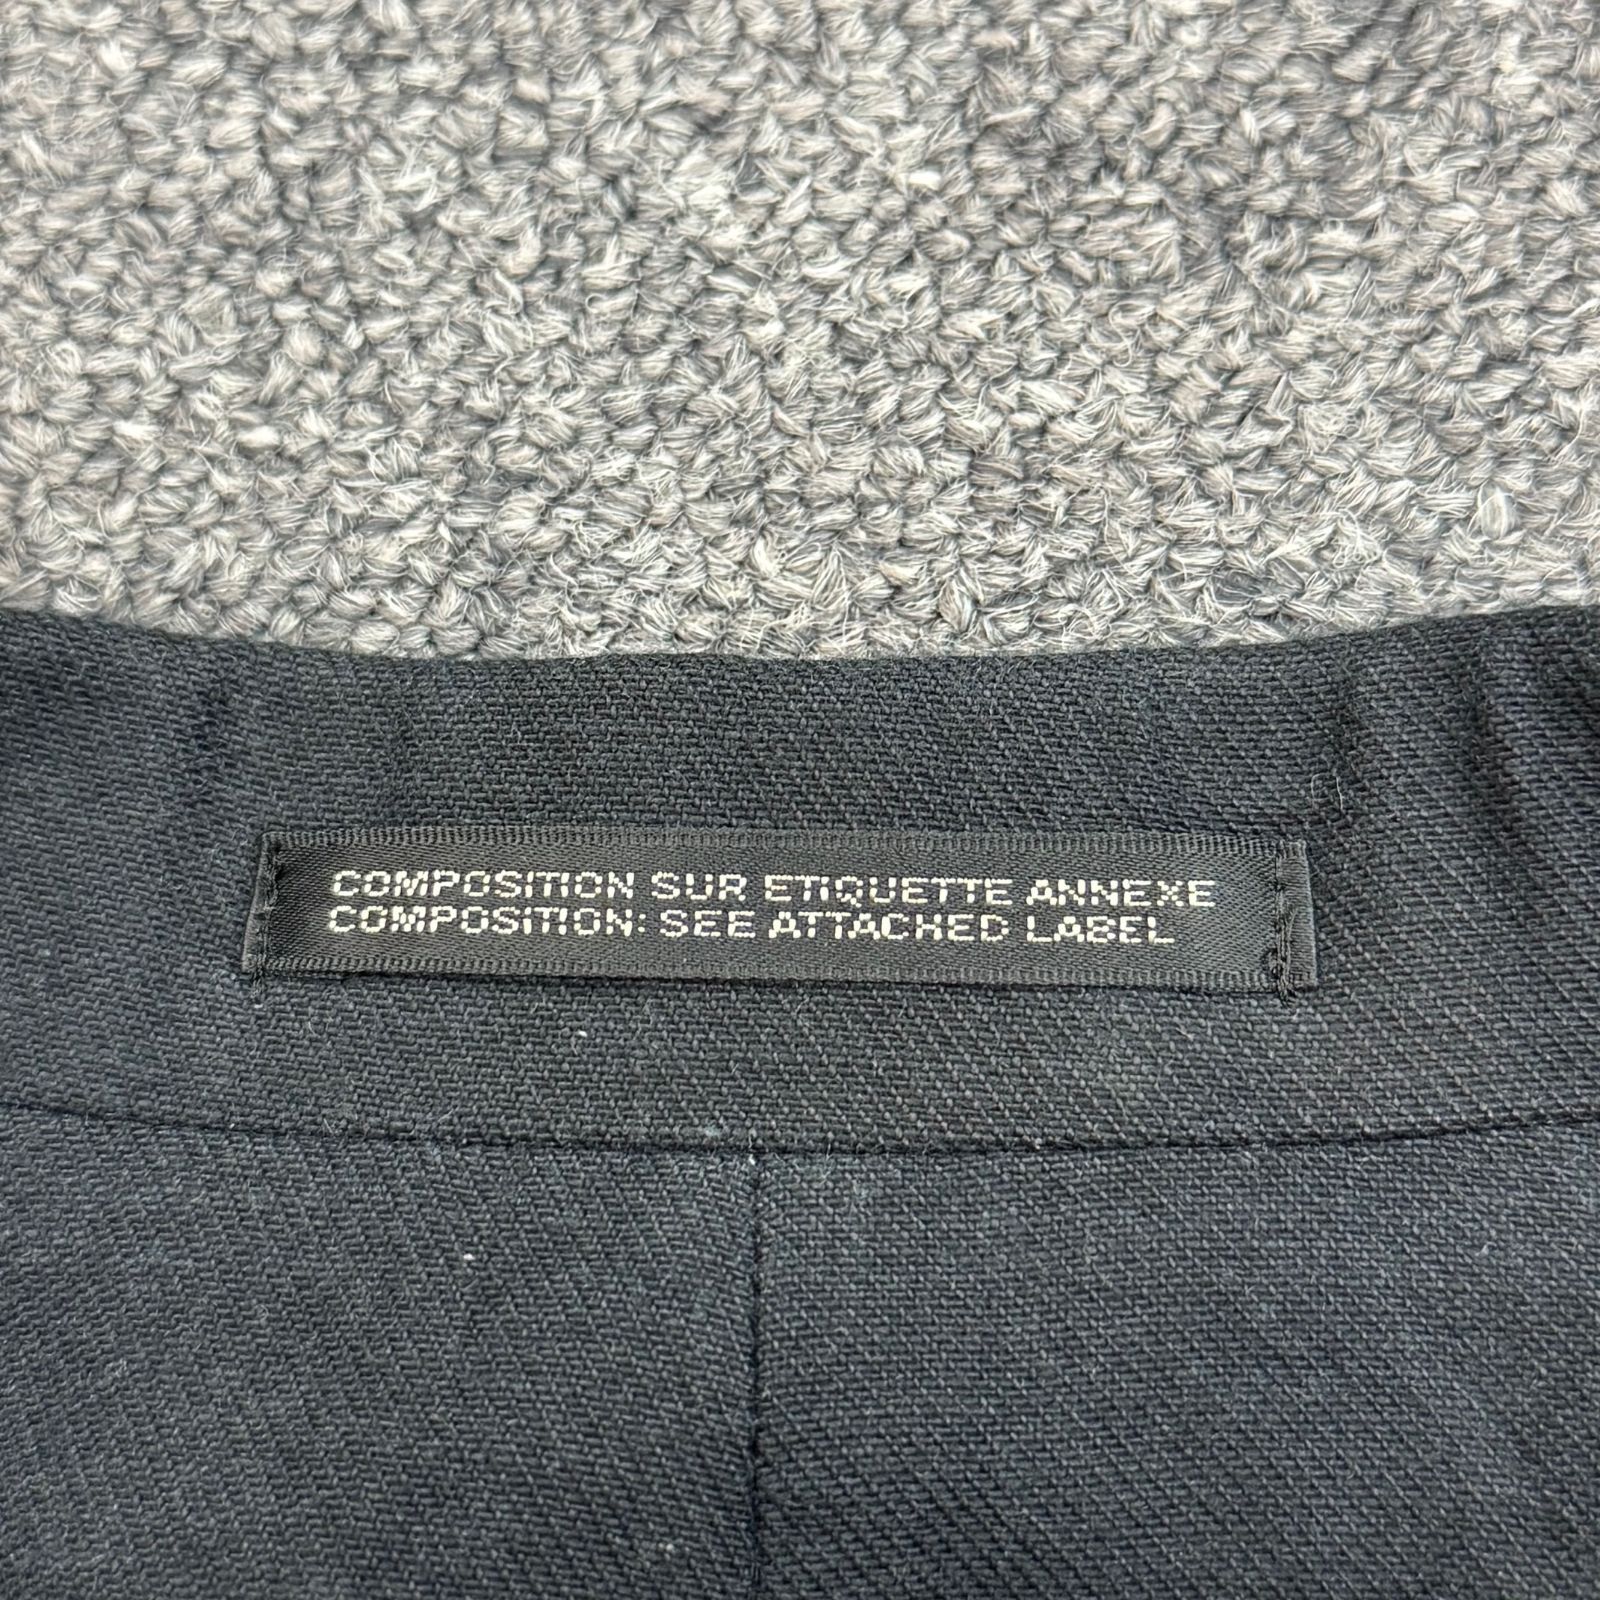 COMPOSITION SUR ETIQUETTE ANNEXE
COMPOSITION: SEE ATTACHED LABEL